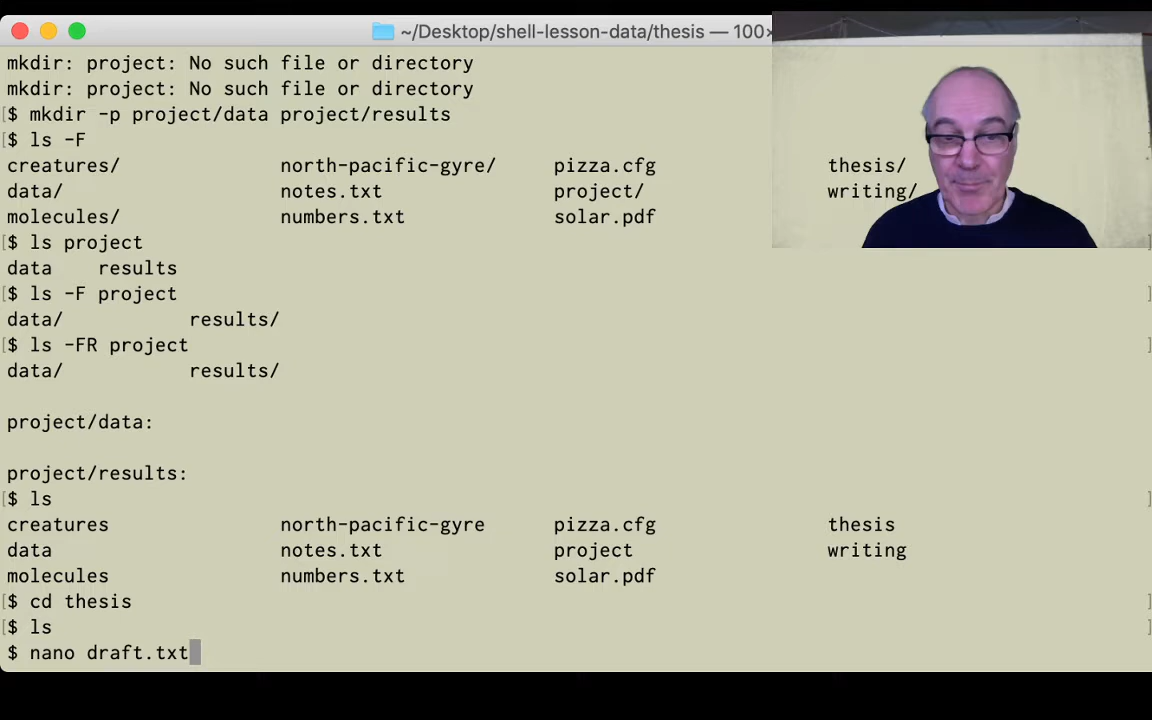 ~/Desktop/shell-lesson-data/thesis — 100×
mkdir: project: No such file or directory
mkdir: project: No such file or directory
[$ mkdir -p project/data project/results
[$ ls -F
creatures/ north-pacific-gyre/ pizza.cfg thesis/
data/ notes.txt project/ writing/
molecules/ numbers.txt solar.pdf
[$ ls project ]
data results
[$ ls -F project ]
data/ results/
[$ ls -FR project ]
data/ results/
project/data:
project/results:
[$ ls ]
creatures north-pacific-gyre pizza.cfg thesis
data notes.txt project writing
molecules numbers.txt solar.pdf
[$ cd thesis ]
[$ ls ]
$ nano draft.txt